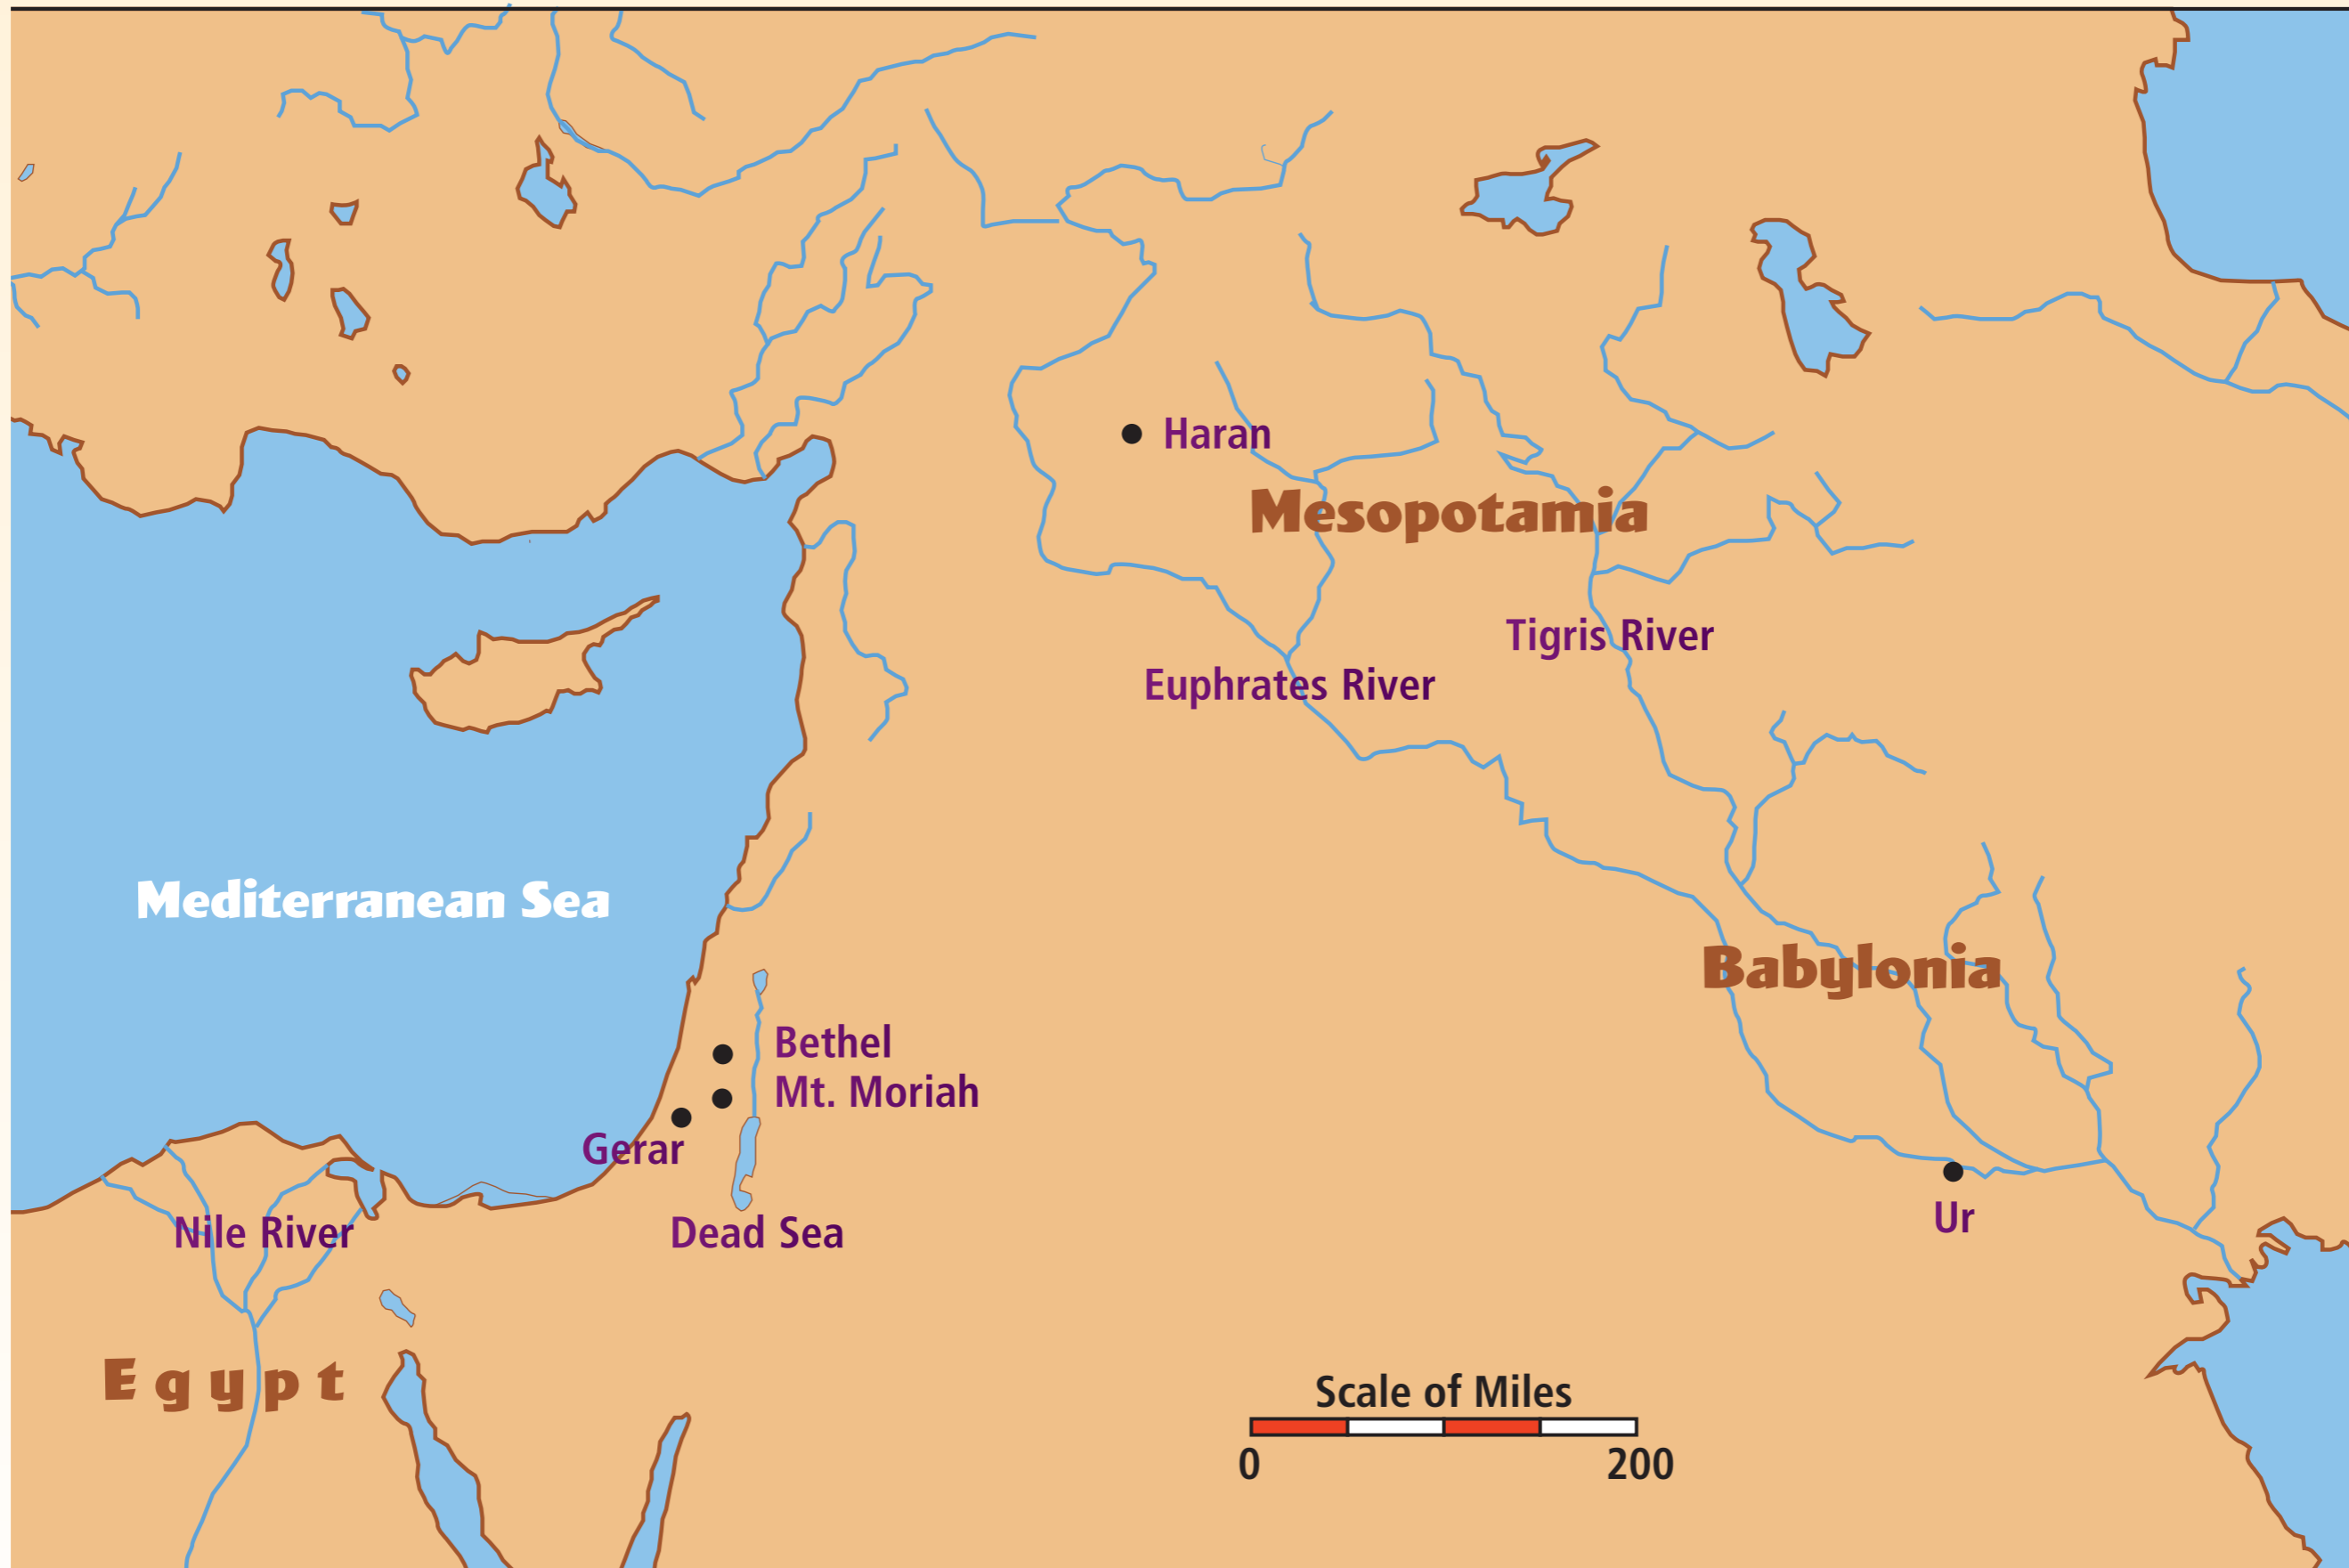 Haran
Mesopotamia
Tigris River
Euphrates River
Mediterranean Sea
Babylonia
Bethel
Mt. Moriah
Gerar
Ur
Nile River
Dead Sea
Egypt
Scale of Miles
0 200